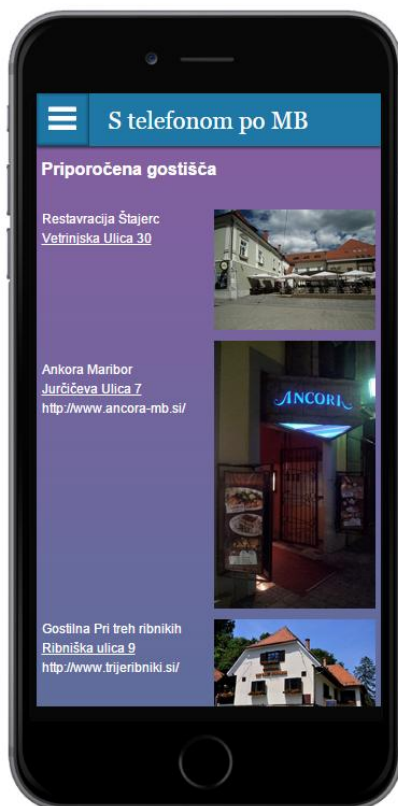 S telefonom po MB
Priporočena gostišča
Restavracija Štajerc
Vetrinjska Ulica 30
Ankora Maribor
Jurčičeva Ulica 7
http://www.ancora-mb.si/
ANCORA
Gostilna Pri treh ribnikih
Ribniška ulica 9
http://www.trijeribniki.si/